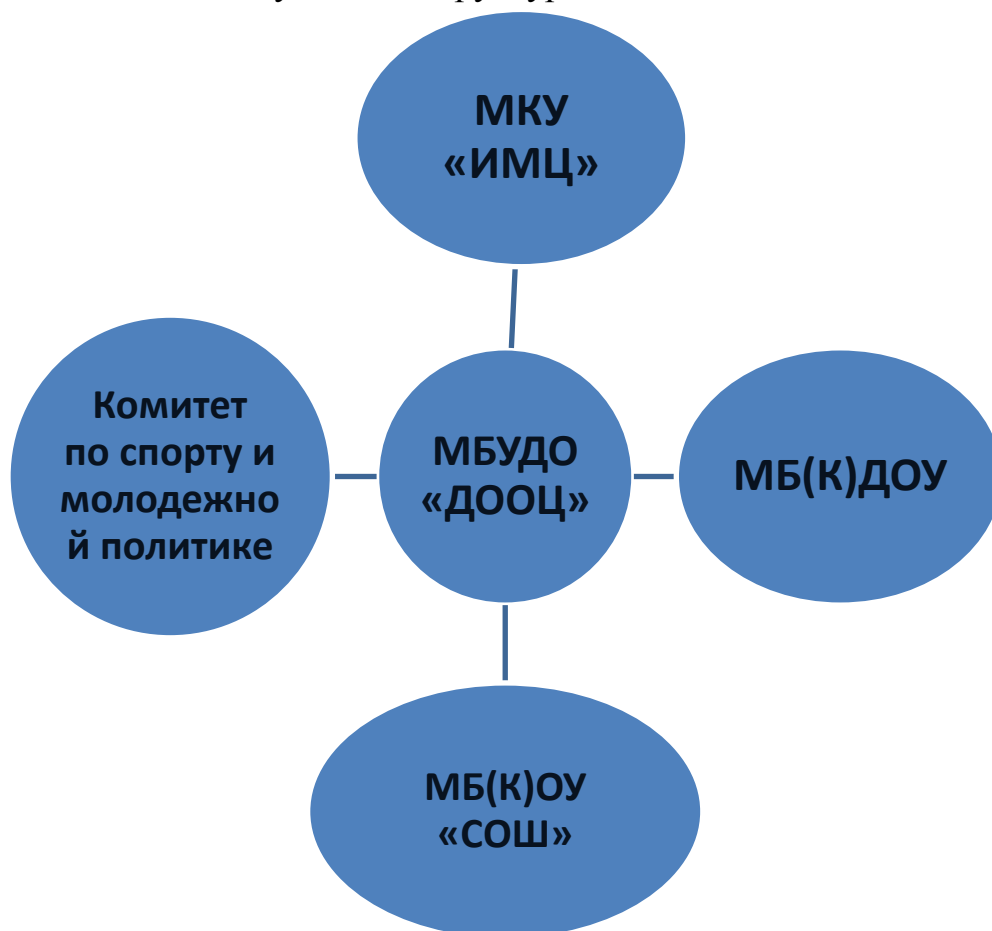 МКУ
«ИМЦ»
Комитет
по спорту и
молодежно
й политике
МБУДО
«ДООЦ»
МБ(К)ДОУ
МБ(К)ОУ
«СОШ»